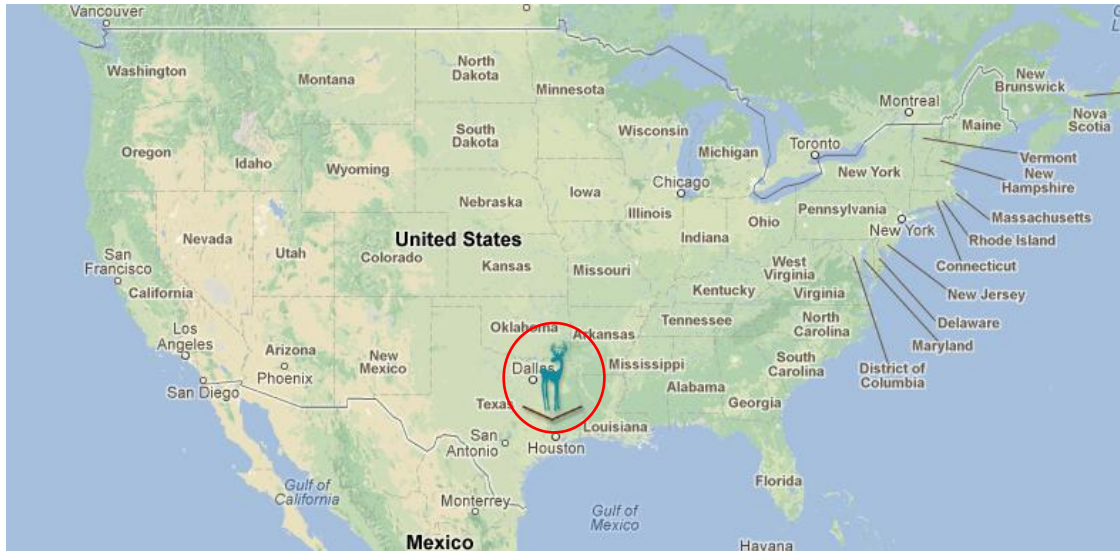 Vancouver
Washington
Montana
North
Dakota
Minnesota
Montreal
New
Brunswick
Nova
Scotia
Maine
Oregon
Idaho
Wyoming
South
Dakota
Wisconsin
Michigan
Toronto
Vermont
New York
New
Hampshire
Nebraska
Iowa
Chicago
Illinois
Indiana
Ohio
Pennsylvania
New York
Massachusetts
Rhode Island
Connecticut
San
Francisco
California
Nevada
Utah
Colorado
United States
Kansas
Missouri
Kentucky
West
Virginia
Virginia
New Jersey
Delaware
Maryland
District of
Columbia
Los
Angeles
San Diego
Arizona
Phoenix
New
Mexico
Oklahoma
Arkansas
Tennessee
North
Carolina
South
Carolina
Dallas
Mississippi
Alabama
Georgia
Texas
Louisiana
San
Antonio
Houston
Florida
Gulf of
California
Monterrey
Gulf of
Mexico
Mexico
Havana